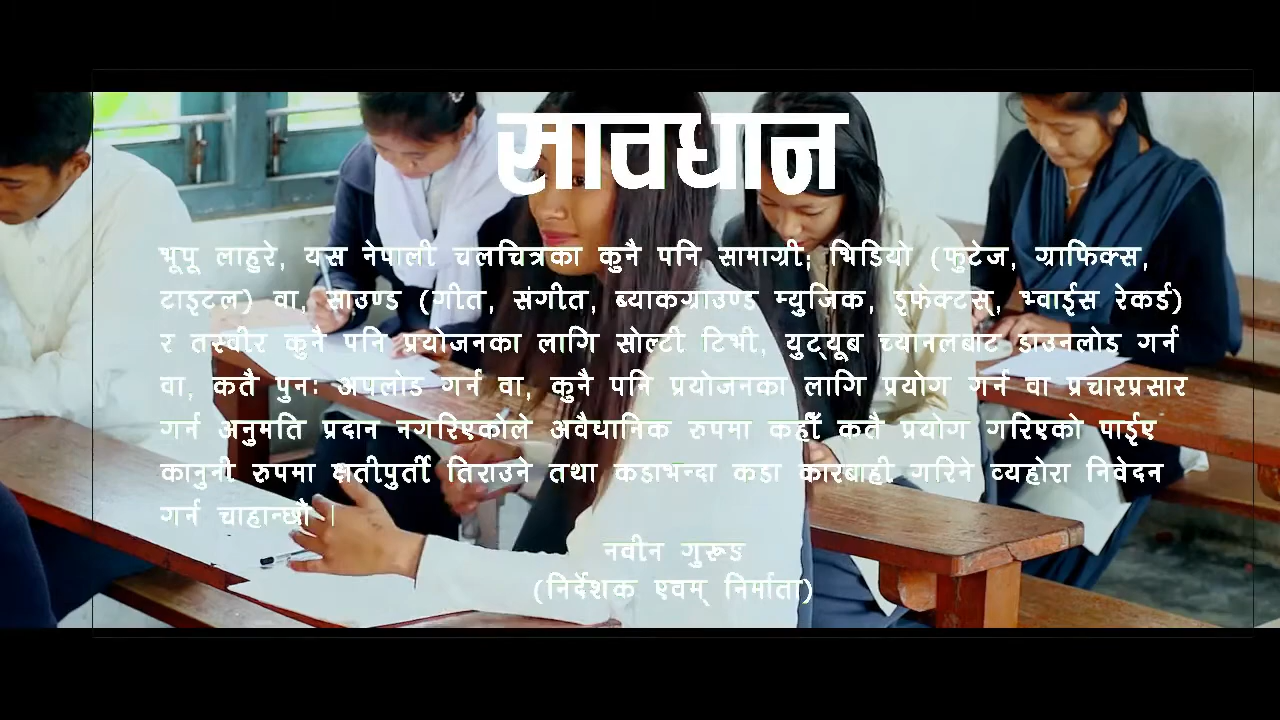 सावधान
भूपू लाहुरे, यस नेपाली चलचित्रका कुनै पनि सामाग्री; भिडियो (फुटेज, ग्राफिक्स,
टाइटल) वा, साउण्ड (गीत, संगीत, ब्याकग्राउण्ड म्युजिक, इफेक्टस्, भ्वाईस रेकर्ड)
र तस्वीर कुनै पनि प्रयोजनका लागि सोल्टी टिभी, युट्यूब च्यानलबाट डाउनलोड गर्न
वा, कतै पुनः अपलोड गर्न वा, कुनै पनि प्रयोजनका लागि प्रयोग गर्न वा प्रचारप्रसार
गर्न अनुमति प्रदान नगरिएकोले अवैधानिक रुपमा कहीँ कतै प्रयोग गरिएको पाईए
कानुनी रुपमा क्षतीपुर्ती तिराउने तथा कडाभन्दा कडा कारबाही गरिने व्यहोरा निवेदन
गर्न चाहान्छौ ।
नवीन गुरूङ
(निर्देशक एवम् निर्माता)